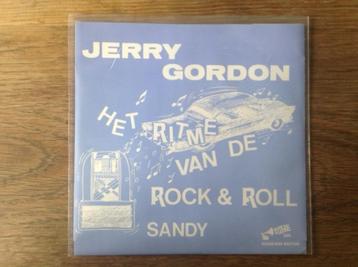 JERRY
GORDON
HET RITME
VAN DE
ROCK & ROLL
SANDY